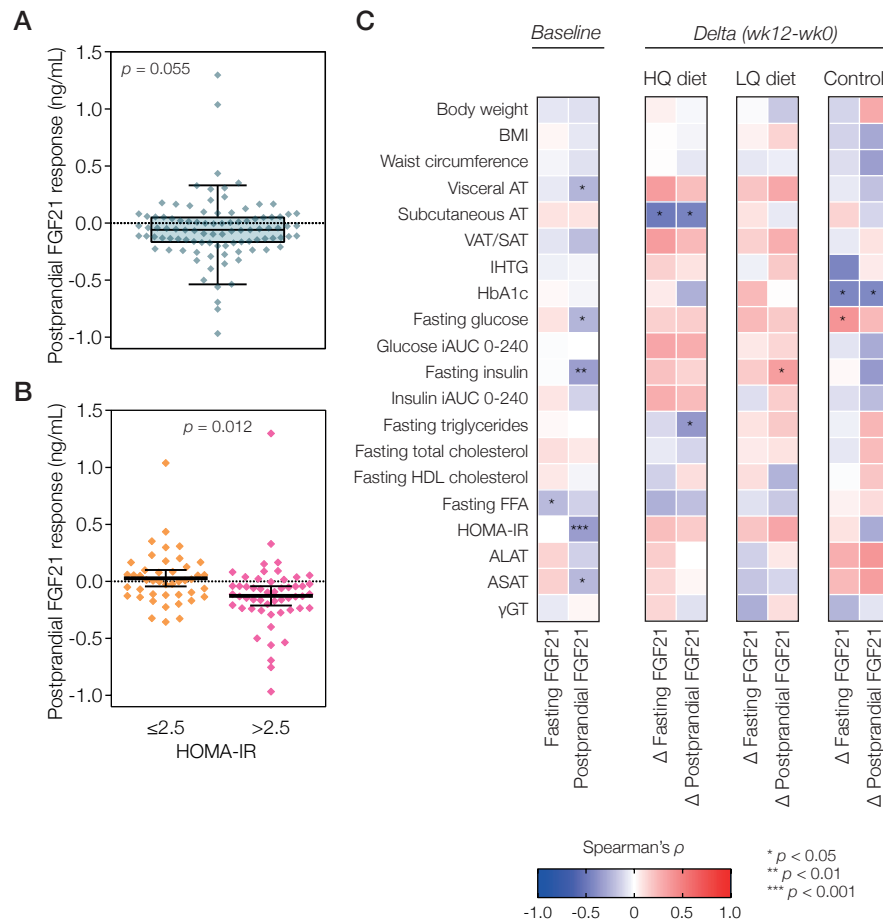 A
Postprandial FGF21 response (ng/mL)
1.5
1.0
0.5
0.0
-0.5
-1.0
p = 0.055
B
Postprandial FGF21 response (ng/mL)
1.5
1.0
0.5
0.0
-0.5
-1.0
p = 0.012
≤2.5 >2.5
HOMA-IR
C
Baseline Delta (wk12-wk0)
HQ diet LQ diet Control
Body weight
BMI
Waist circumference
Visceral AT *
Subcutaneous AT * *
VAT/SAT
IHTG
HbA1c * *
Fasting glucose * *
Glucose iAUC 0-240
Fasting insulin ** *
Insulin iAUC 0-240
Fasting triglycerides *
Fasting total cholesterol
Fasting HDL cholesterol
Fasting FFA *
HOMA-IR ***
ALAT
ASAT *
γGT
Fasting FGF21
Postprandial FGF21
Δ Fasting FGF21
Δ Postprandial FGF21
Δ Fasting FGF21
Δ Postprandial FGF21
Δ Fasting FGF21
Δ Postprandial FGF21
Spearman's ρ
-1.0 -0.5 0 0.5 1.0
* p < 0.05
** p < 0.01
*** p < 0.001